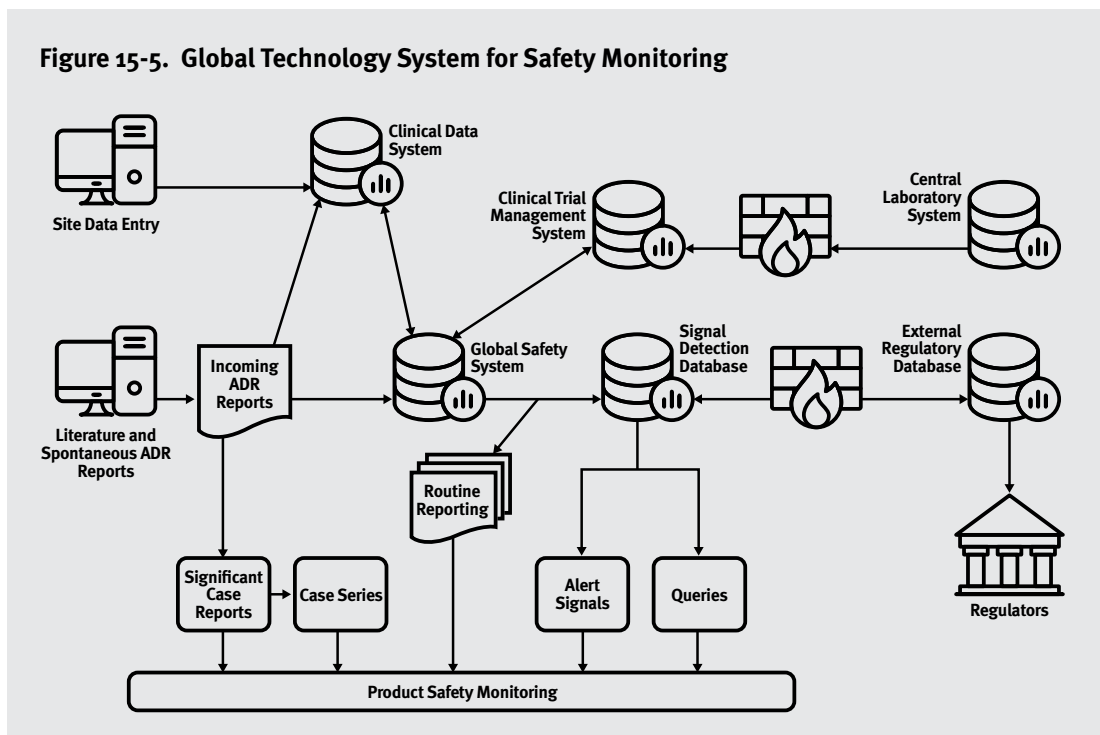 Figure 15-5. Global Technology System for Safety Monitoring
Clinical Data
System
Site Data Entry
Clinical Trial
Management
System
Central
Laboratory
System
Incoming
ADR
Reports
Literature and
Spontaneous ADR
Reports
Global Safety
System
Signal
Detection
Database
External
Regulatory
Database
Routine
Reporting
Significant
Case
Reports
Case Series
Alert
Signals
Queries
Regulators
Product Safety Monitoring